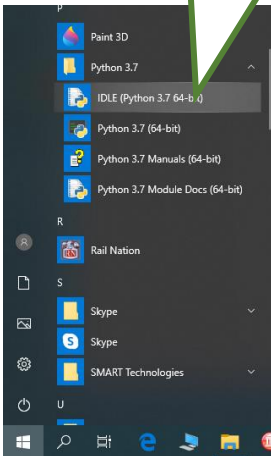 P
Paint 3D
Python 3.7
IDLE (Python 3.7 64-bit)
Python 3.7 (64-bit)
Python 3.7 Manuals (64-bit)
Python 3.7 Module Docs (64-bit)
R
Rail Nation
S
Skype
Skype
SMART Technologies
U